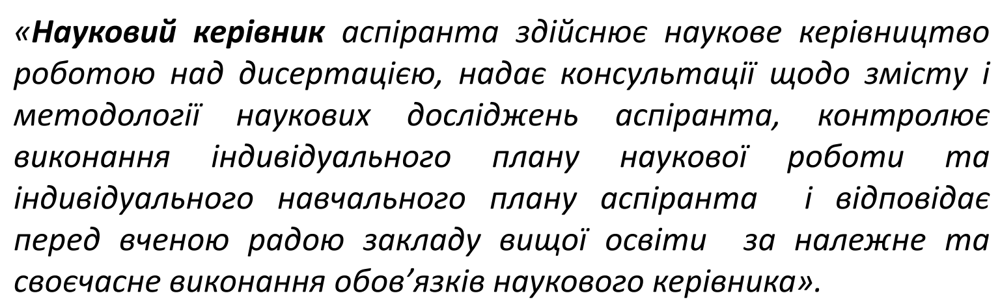 «Науковий керівник аспіранта здійснює наукове керівництво
роботою над дисертацією, надає консультації щодо змісту і
методології наукових досліджень аспіранта, контролює
виконання індивідуального плану наукової роботи та
індивідуального навчального плану аспіранта і відповідає
перед вченою радою закладу вищої освіти за належне та
своєчасне виконання обов’язків наукового керівника».